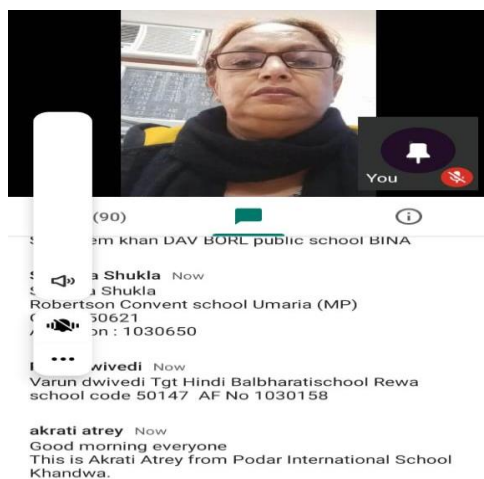 You
(90)
em khan DAV BORL public school BINA
a Shukla Now
Shukla
Robertson Convent school Umaria (MP)
50621
on : 1030650
wivedi Now
Varun dwivedi Tgt Hindi Balbharatischool Rewa
school code 50147 AF No 1030158
akrati atrey Now
Good morning everyone
This is Akrati Atrey from Podar International School
Khandwa.